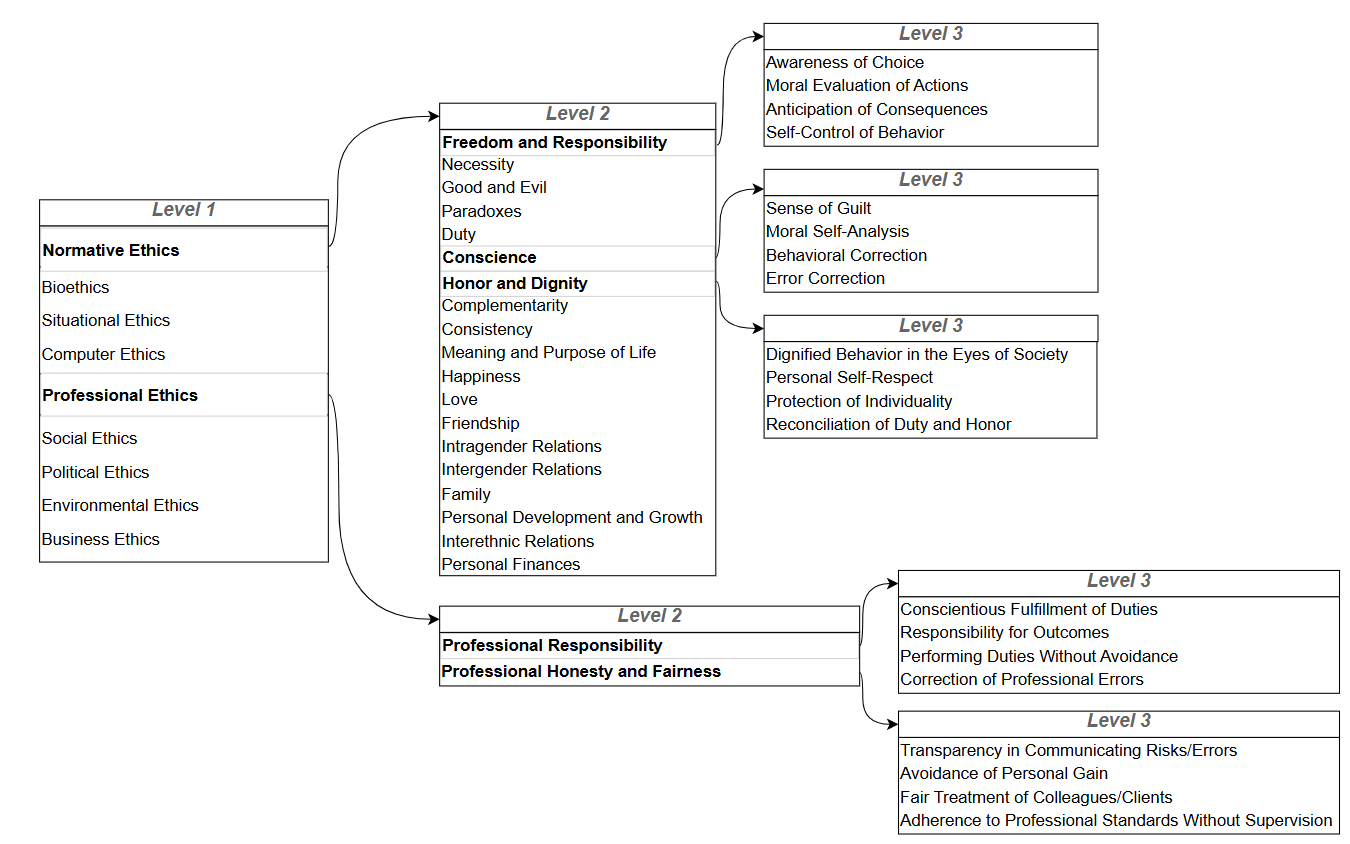 Level 1
Normative Ethics
Bioethics
Situational Ethics
Computer Ethics
Professional Ethics
Social Ethics
Political Ethics
Environmental Ethics
Business Ethics
Level 2
Freedom and Responsibility
Necessity
Good and Evil
Paradoxes
Duty
Conscience
Honor and Dignity
Complementarity
Consistency
Meaning and Purpose of Life
Happiness
Love
Friendship
Intragender Relations
Intergender Relations
Family
Personal Development and Growth
Interethnic Relations
Personal Finances
Level 3
Awareness of Choice
Moral Evaluation of Actions
Anticipation of Consequences
Self-Control of Behavior
Level 3
Sense of Guilt
Moral Self-Analysis
Behavioral Correction
Error Correction
Level 3
Dignified Behavior in the Eyes of Society
Personal Self-Respect
Protection of Individuality
Reconciliation of Duty and Honor
Level 2
Professional Responsibility
Professional Honesty and Fairness
Level 3
Conscientious Fulfillment of Duties
Responsibility for Outcomes
Performing Duties Without Avoidance
Correction of Professional Errors
Level 3
Transparency in Communicating Risks/Errors
Avoidance of Personal Gain
Fair Treatment of Colleagues/Clients
Adherence to Professional Standards Without Supervision